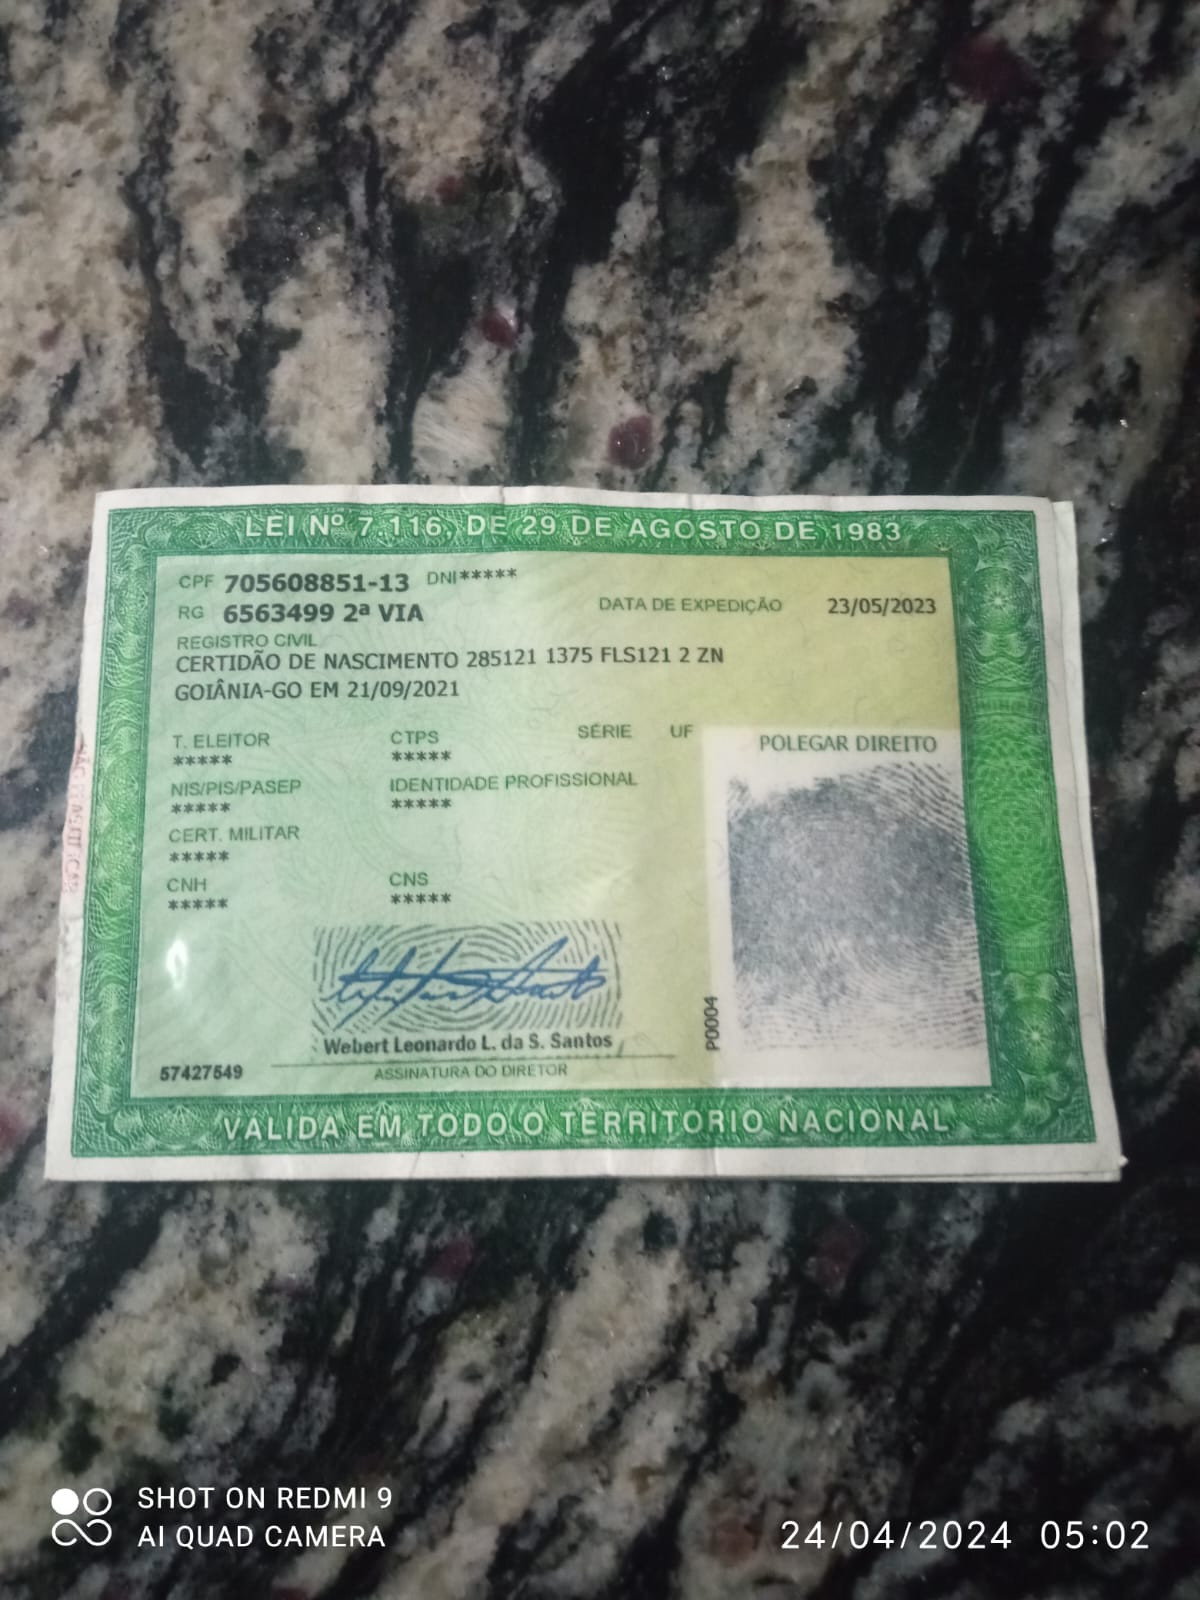 LEI Nº 7.116, DE 29 DE AGOSTO DE 1983
CPF 705608851-13 DNI*****
RG 6563499 2ª VIA DATA DE EXPEDIÇÃO 23/05/2023
REGISTRO CIVIL
CERTIDÃO DE NASCIMENTO 285121 1375 FLS121 2 ZN
GOIÂNIA-GO EM 21/09/2021
T. ELEITOR CTPS SÉRIE UF
***** *****
NIS/PIS/PASEP IDENTIDADE PROFISSIONAL
***** *****
CERT. MILITAR
*****
CNH CNS
***** *****
POLEGAR DIREITO
P0004
Webert Leonardo L. da S. Santos
57427549 ASSINATURA DO DIRETOR
VALIDA EM TODO O TERRITORIO NACIONAL
SHOT ON REDMI 9
AI QUAD CAMERA
24/04/2024 05:02